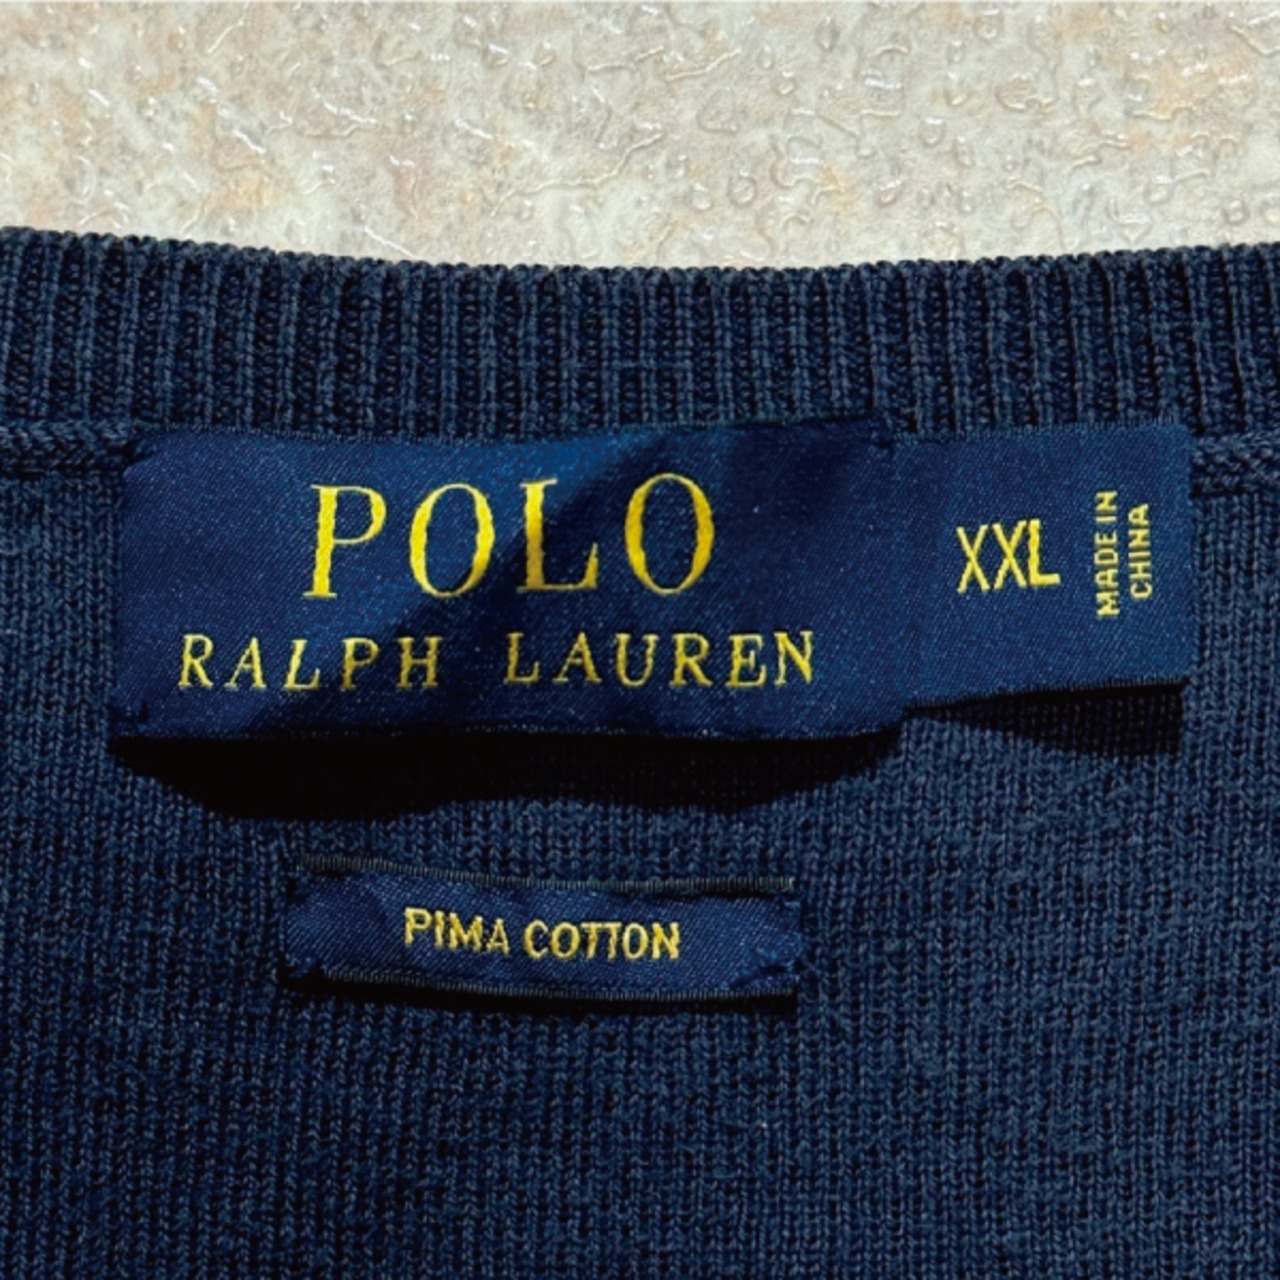 POLO
RALPH LAUREN
XXL
MADE IN
CHINA
PIMA COTTON